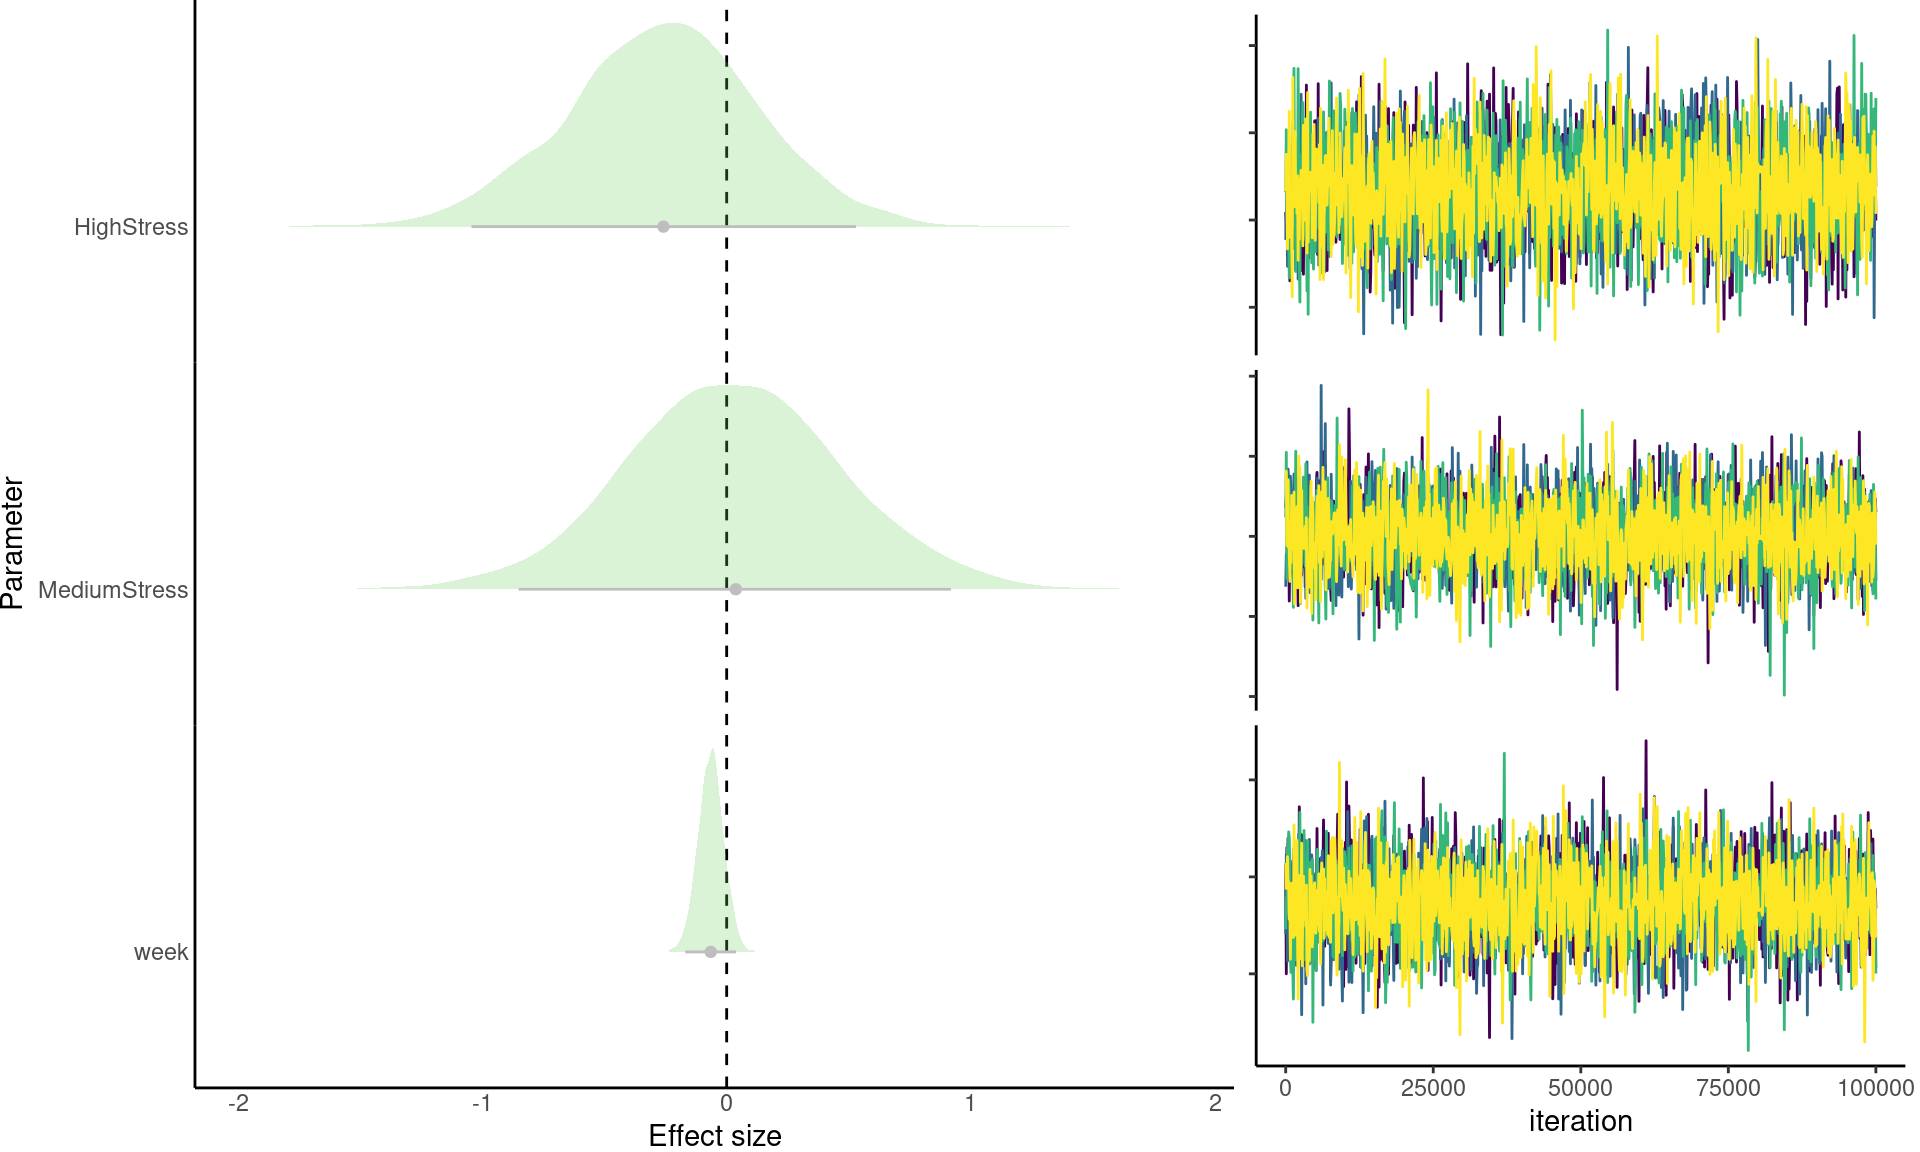 HighStress
MediumStress
week
Parameter
-2 -1 0 1 2
Effect size
0 25000 50000 75000 100000
iteration